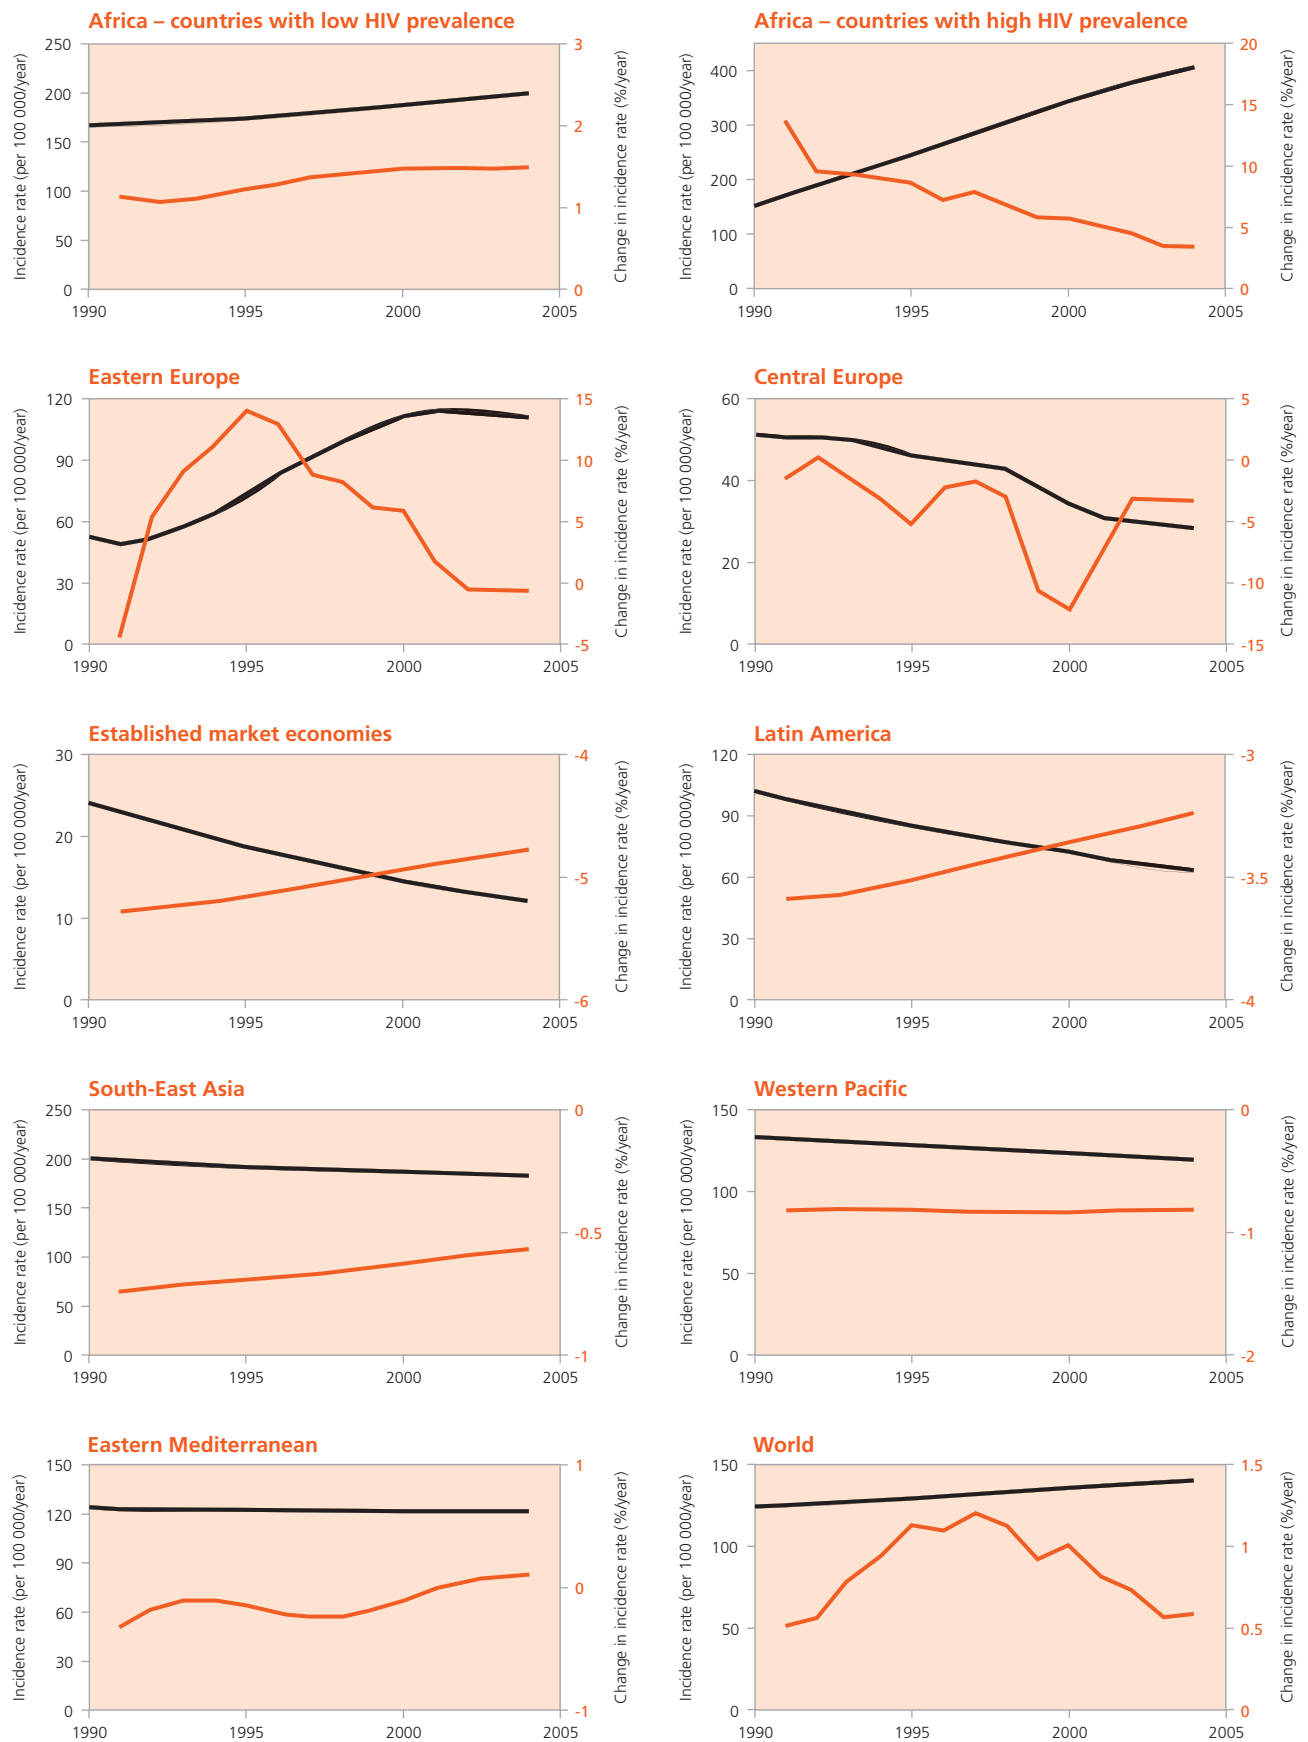 Africa – countries with low HIV prevalence
Incidence rate (per 100 000/year)
250
200
150
100
50
0
3
2
1
0
Change in incidence rate (%/year)
1990 1995 2000 2005
Africa – countries with high HIV prevalence
Incidence rate (per 100 000/year)
400
300
200
100
0
20
15
10
5
0
Change in incidence rate (%/year)
1990 1995 2000 2005
Eastern Europe
Incidence rate (per 100 000/year)
120
90
60
30
0
15
10
5
0
-5
Change in incidence rate (%/year)
1990 1995 2000 2005
Central Europe
Incidence rate (per 100 000/year)
60
40
20
0
5
0
-5
-10
-15
Change in incidence rate (%/year)
1990 1995 2000 2005
Established market economies
Incidence rate (per 100 000/year)
30
20
10
0
-4
-5
-6
Change in incidence rate (%/year)
1990 1995 2000 2005
Latin America
Incidence rate (per 100 000/year)
120
90
60
30
0
-3
-3.5
-4
Change in incidence rate (%/year)
1990 1995 2000 2005
South-East Asia
Incidence rate (per 100 000/year)
250
200
150
100
50
0
0
-0.5
-1
Change in incidence rate (%/year)
1990 1995 2000 2005
Western Pacific
Incidence rate (per 100 000/year)
150
100
50
0
0
-1
-2
Change in incidence rate (%/year)
1990 1995 2000 2005
Eastern Mediterranean
Incidence rate (per 100 000/year)
150
120
90
60
30
0
1
0
-1
Change in incidence rate (%/year)
1990 1995 2000 2005
World
Incidence rate (per 100 000/year)
150
100
50
0
1.5
1
0.5
0
Change in incidence rate (%/year)
1990 1995 2000 2005